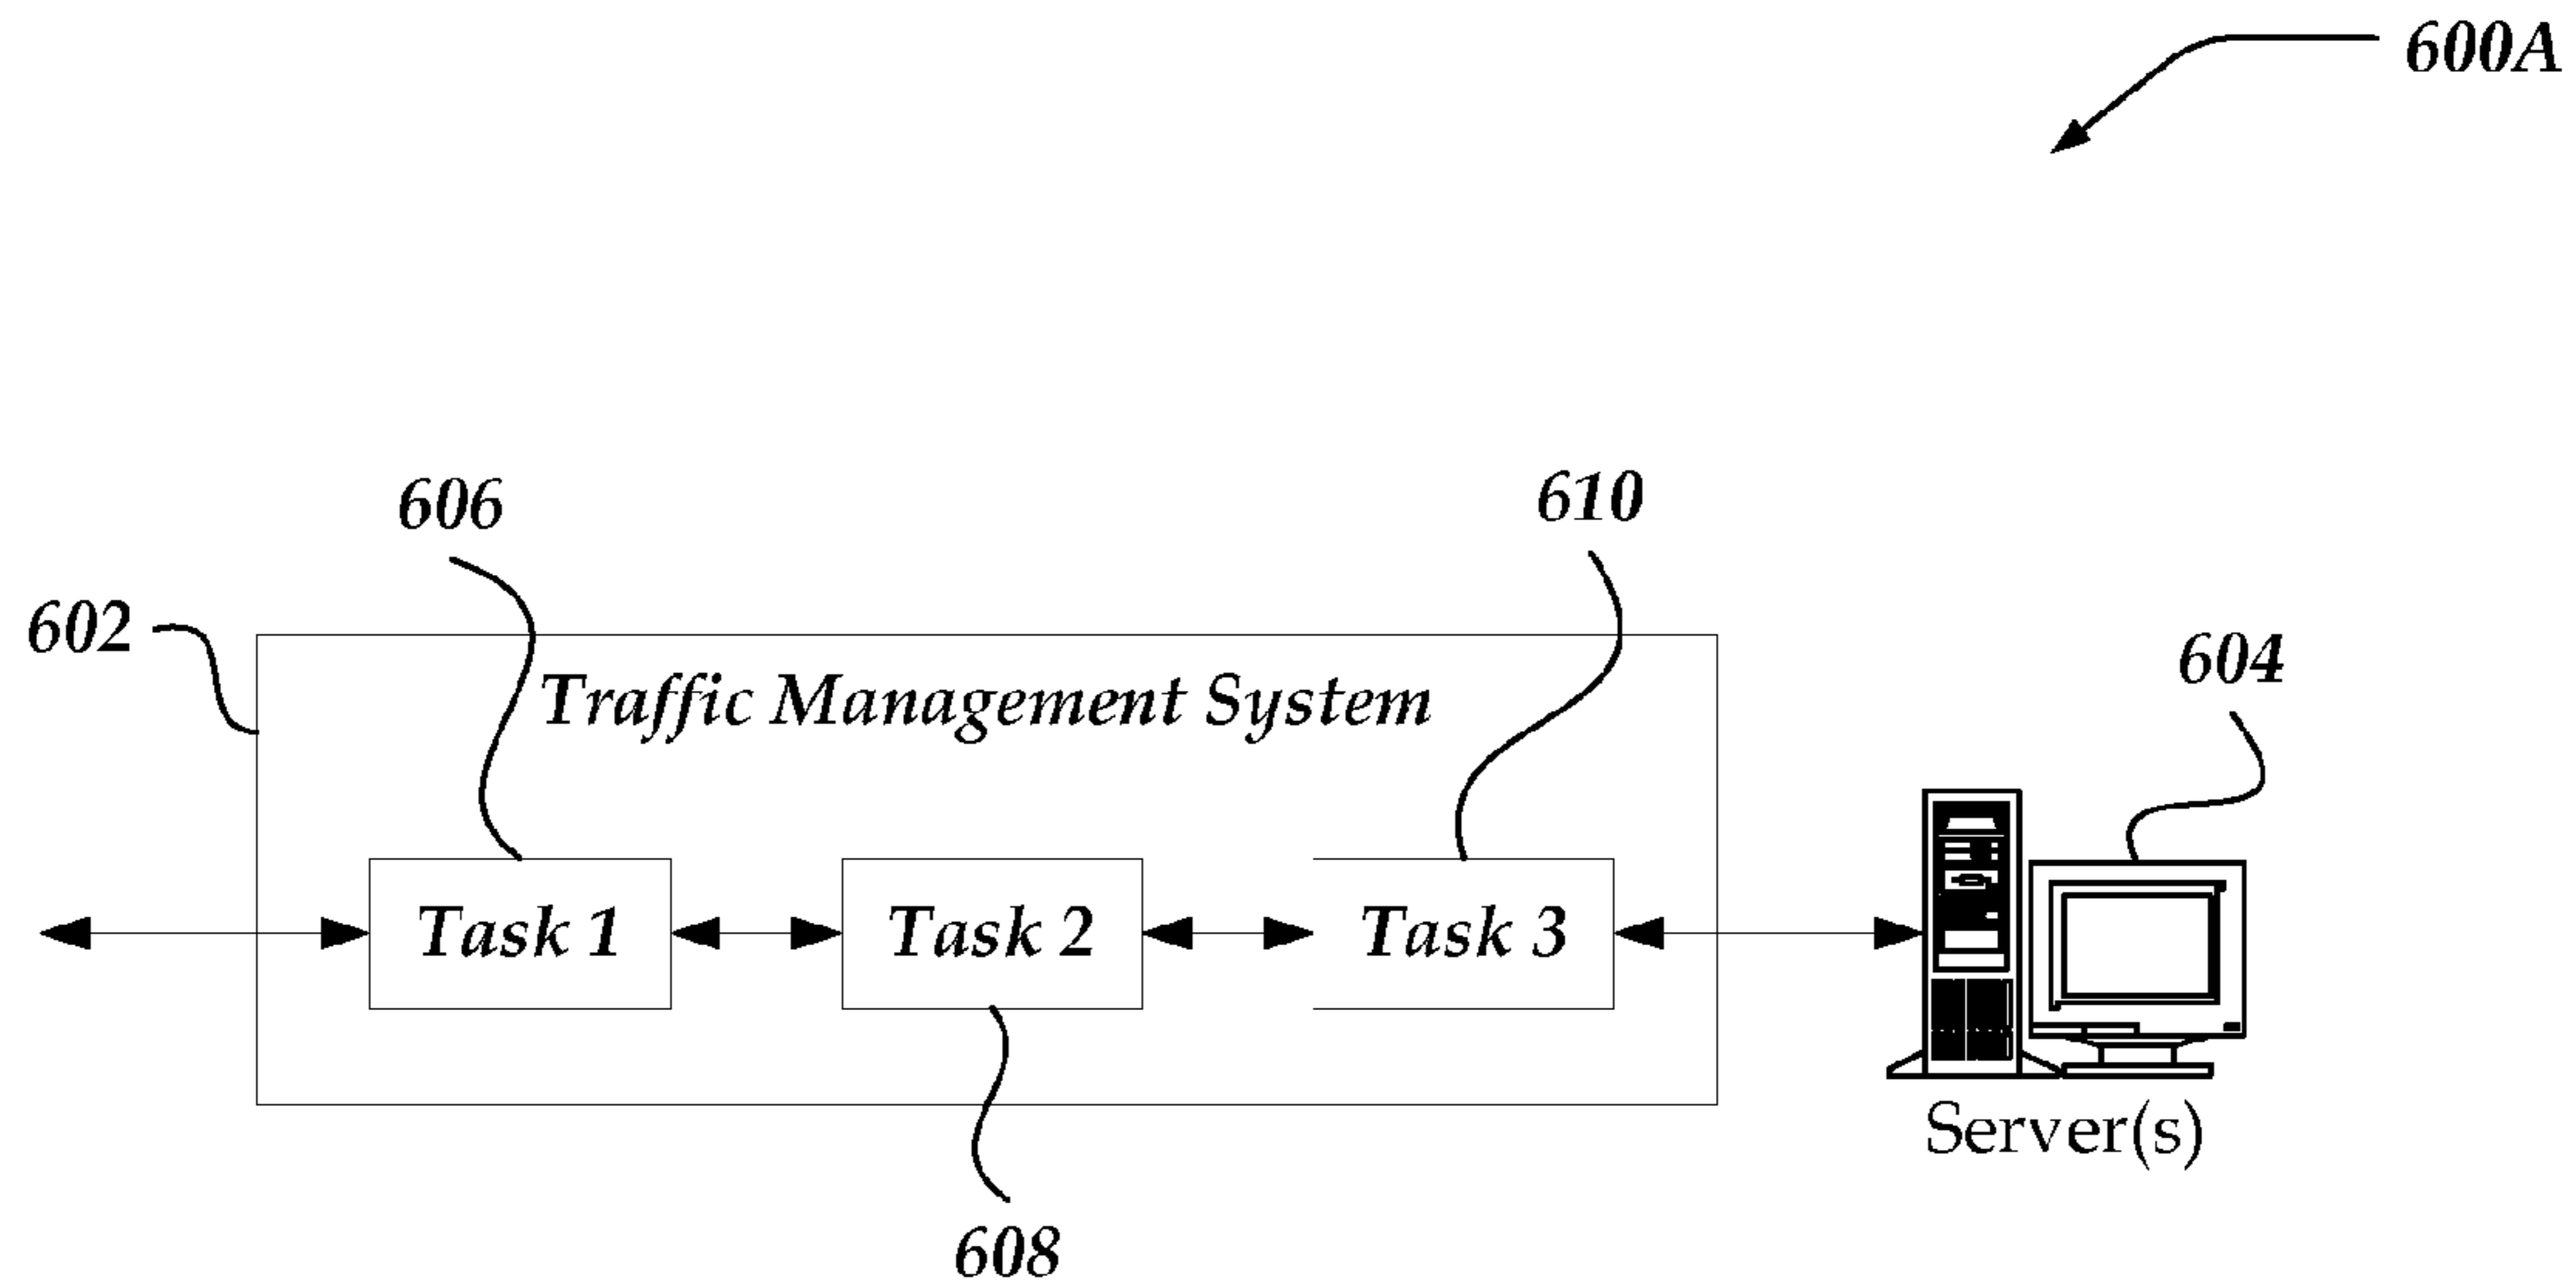 600A
606
610
602
604
Traffic Management System
Task 1
Task 2
Task 3
Server(s)
608